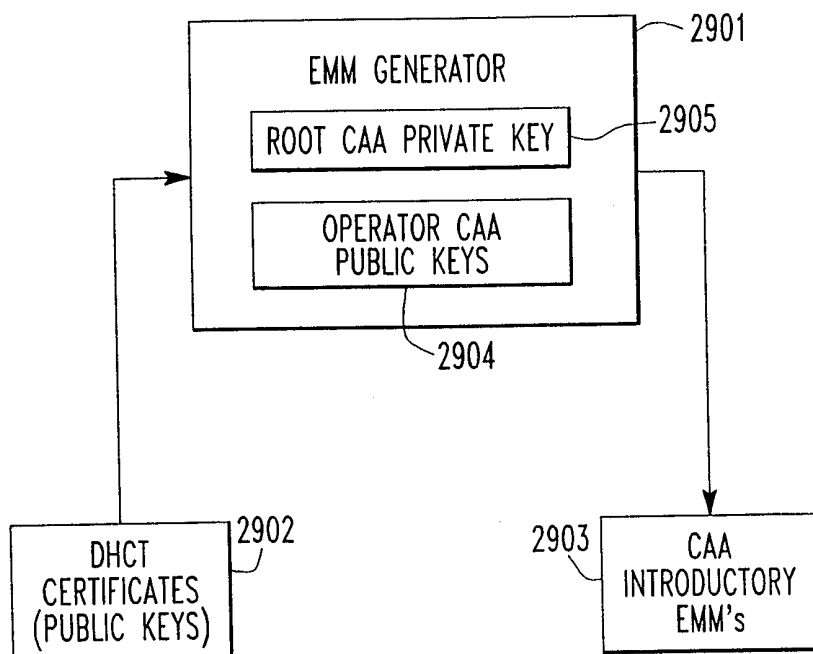 2901
EMM GENERATOR
ROOT CAA PRIVATE KEY
2905
OPERATOR CAA
PUBLIC KEYS
2904
DHCT
CERTIFICATES
(PUBLIC KEYS)
2902
2903
CAA
INTRODUCTORY
EMM's